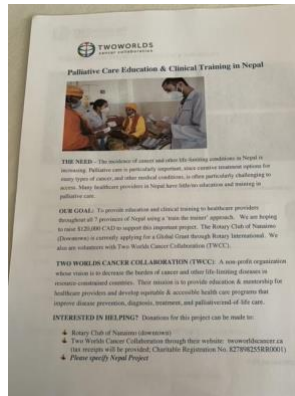 TWOWORLDS
cancer collaboration
Palliative Care Education & Clinical Training in Nepal
THE NEED – The incidence of cancer and other life-limiting conditions in Nepal is
increasing. Palliative care is particularly important, since curative treatment options for
many types of cancer, and other medical conditions, is often particularly challenging to
access. Many healthcare providers in Nepal have little/no education and training in
palliative care.
OUR GOAL: To provide education and clinical training to healthcare providers
throughout all 7 provinces of Nepal using a 'train the trainer' approach. We are hoping
to raise $120,000 CAD to support this important project. The Rotary Club of Nanaimo
(Downtown) is currently applying for a Global Grant through Rotary International. We
also are volunteers with Two Worlds Cancer Collaboration (TWCC).
TWO WORLDS CANCER COLLABORATION (TWCC): A non-profit organization
whose vision is to decrease the burden of cancer and other life limiting diseases in
resource-constrained countries. Their mission is to provide education & mentorship for
healthcare providers and develop equitable & accessible health care programs that
improve disease prevention, diagnosis, treatment, and palliative/end of life care.
INTERESTED IN HELPING? Donations for this project can be made to:
Rotary Club of Nanaimo (downtown)
Two Worlds Cancer Collaboration through their website: twoworldscancer.ca
(tax receipts will be provided; Charitable Registration No. 827898255RR0001)
Please specify Nepal Project